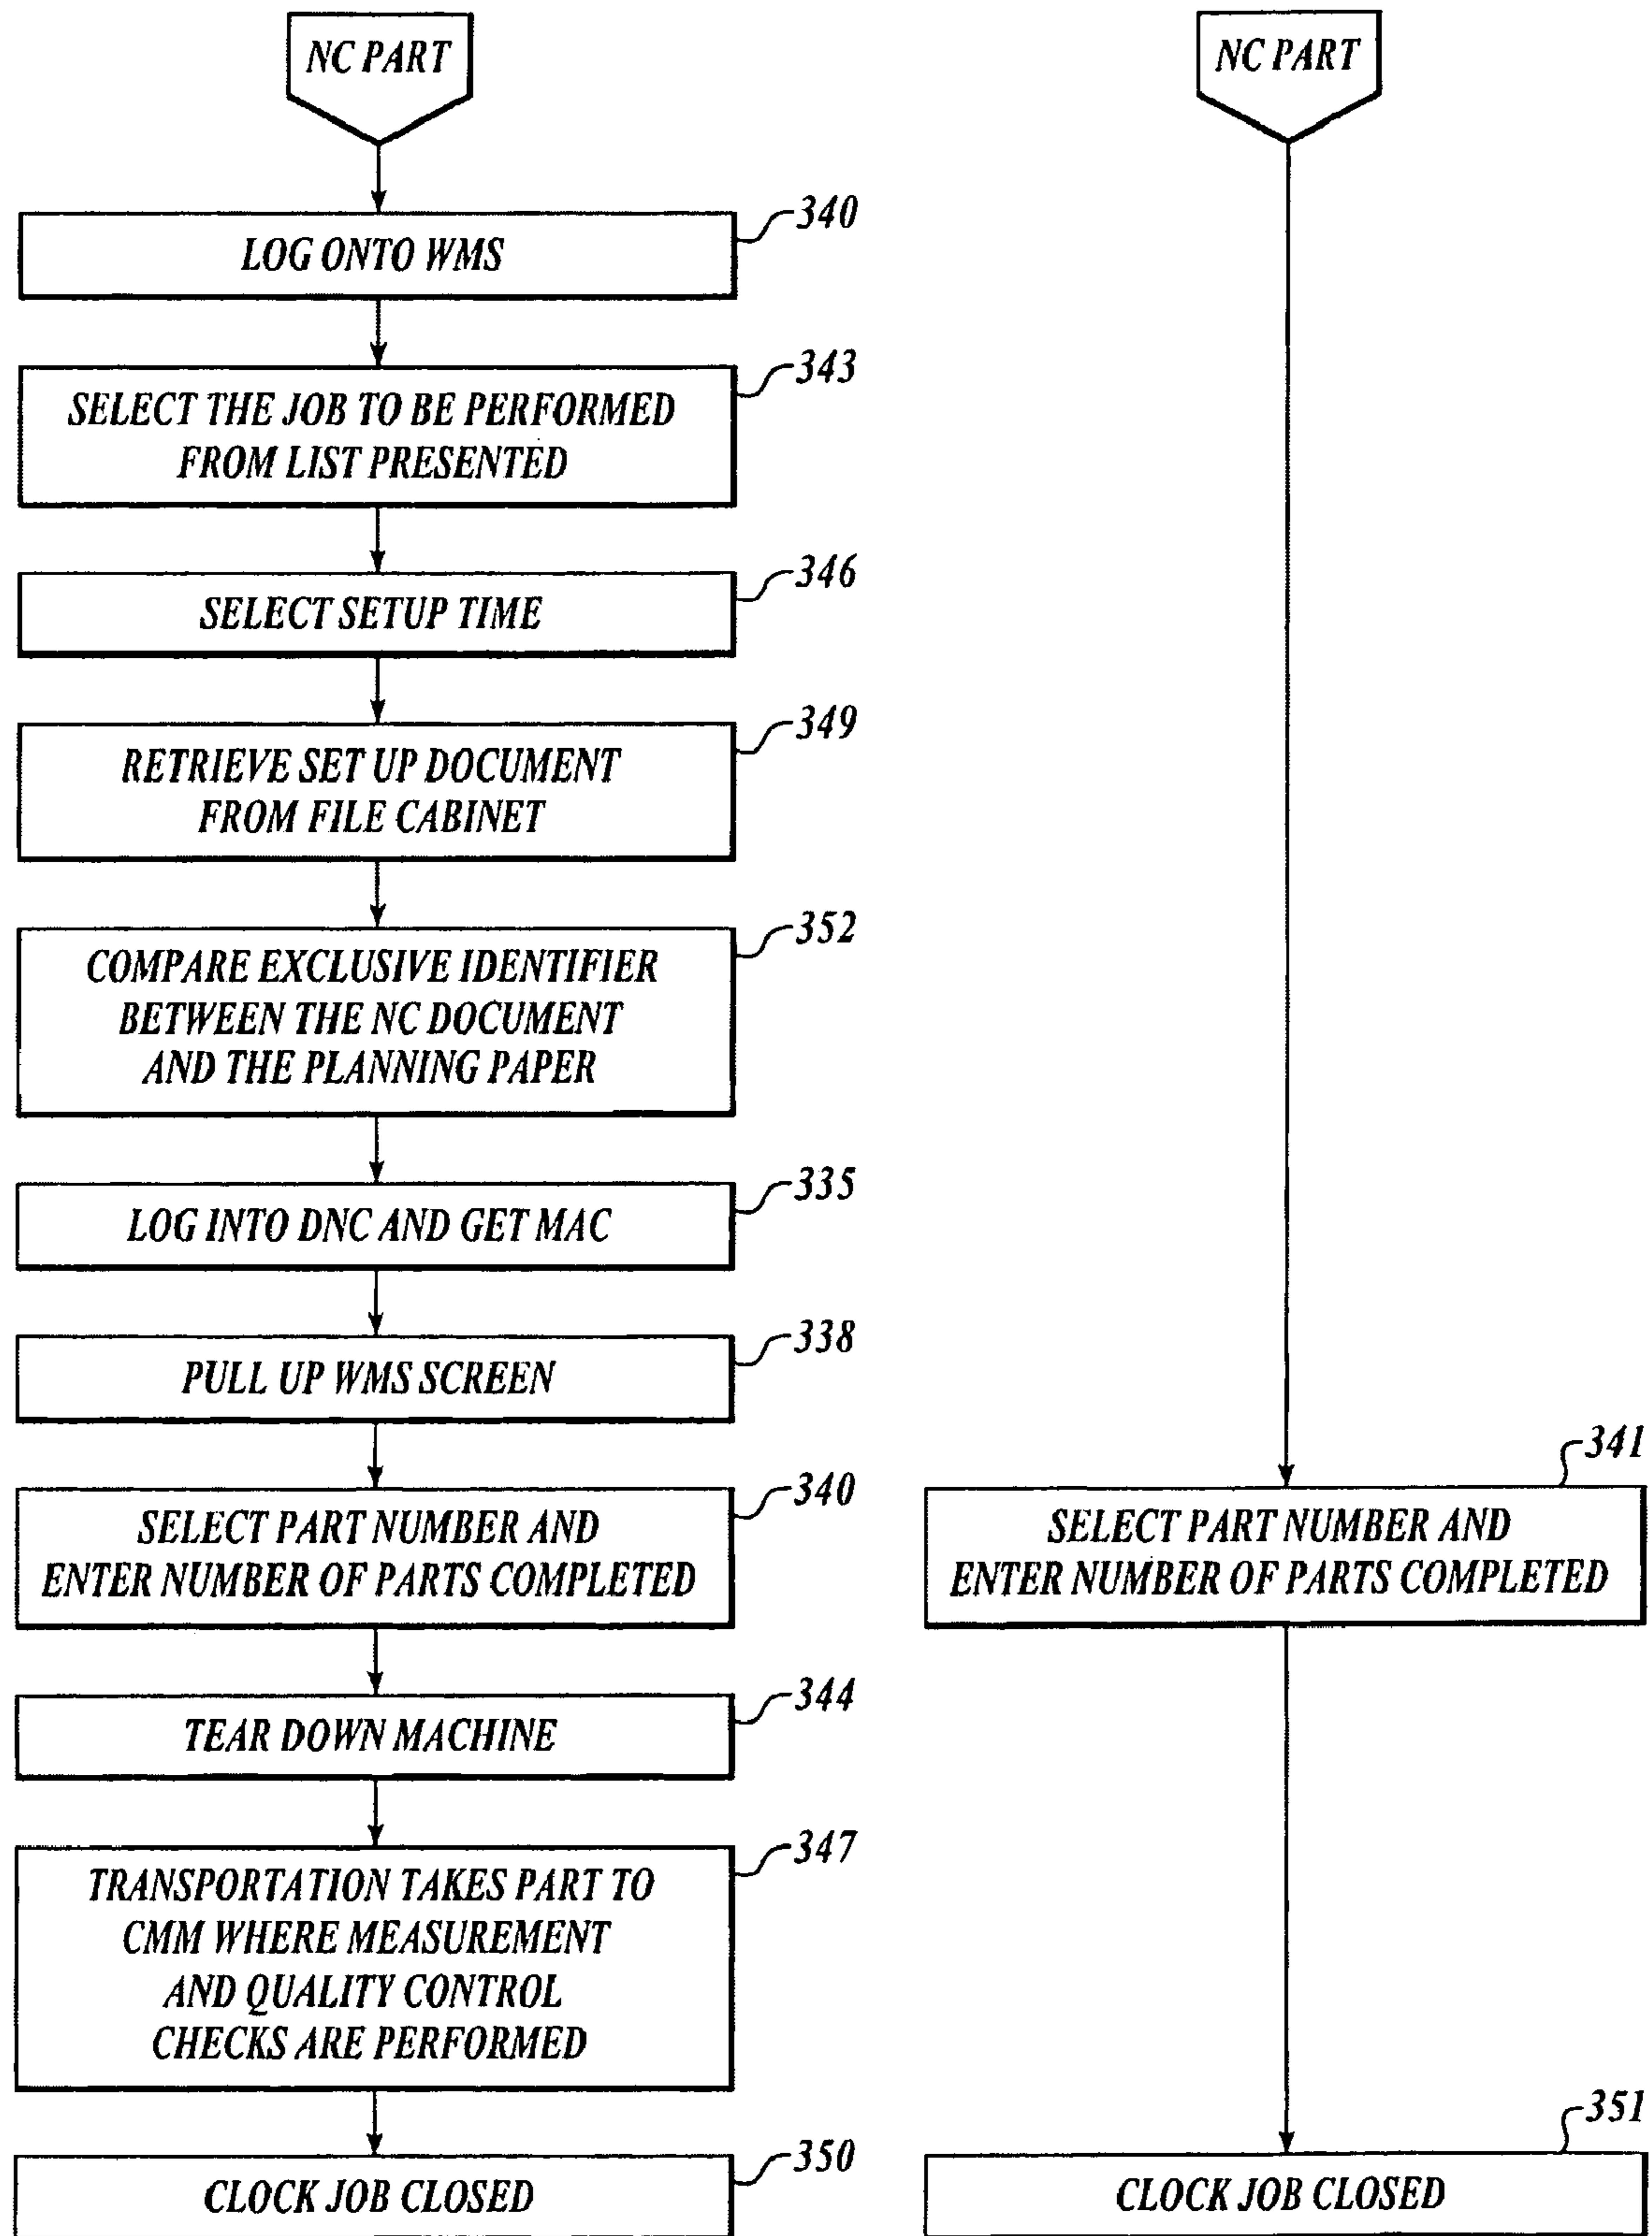 NC PART
340
LOG ONTO WMS
343
SELECT THE JOB TO BE PERFORMED
FROM LIST PRESENTED
346
SELECT SETUP TIME
349
RETRIEVE SET UP DOCUMENT
FROM FILE CABINET
352
COMPARE EXCLUSIVE IDENTIFIER
BETWEEN THE NC DOCUMENT
AND THE PLANNING PAPER
335
LOG INTO DNC AND GET MAC
338
PULL UP WMS SCREEN
340
SELECT PART NUMBER AND
ENTER NUMBER OF PARTS COMPLETED
344
TEAR DOWN MACHINE
347
TRANSPORTATION TAKES PART TO
CMM WHERE MEASUREMENT
AND QUALITY CONTROL
CHECKS ARE PERFORMED
350
CLOCK JOB CLOSED
NC PART
341
SELECT PART NUMBER AND
ENTER NUMBER OF PARTS COMPLETED
351
CLOCK JOB CLOSED